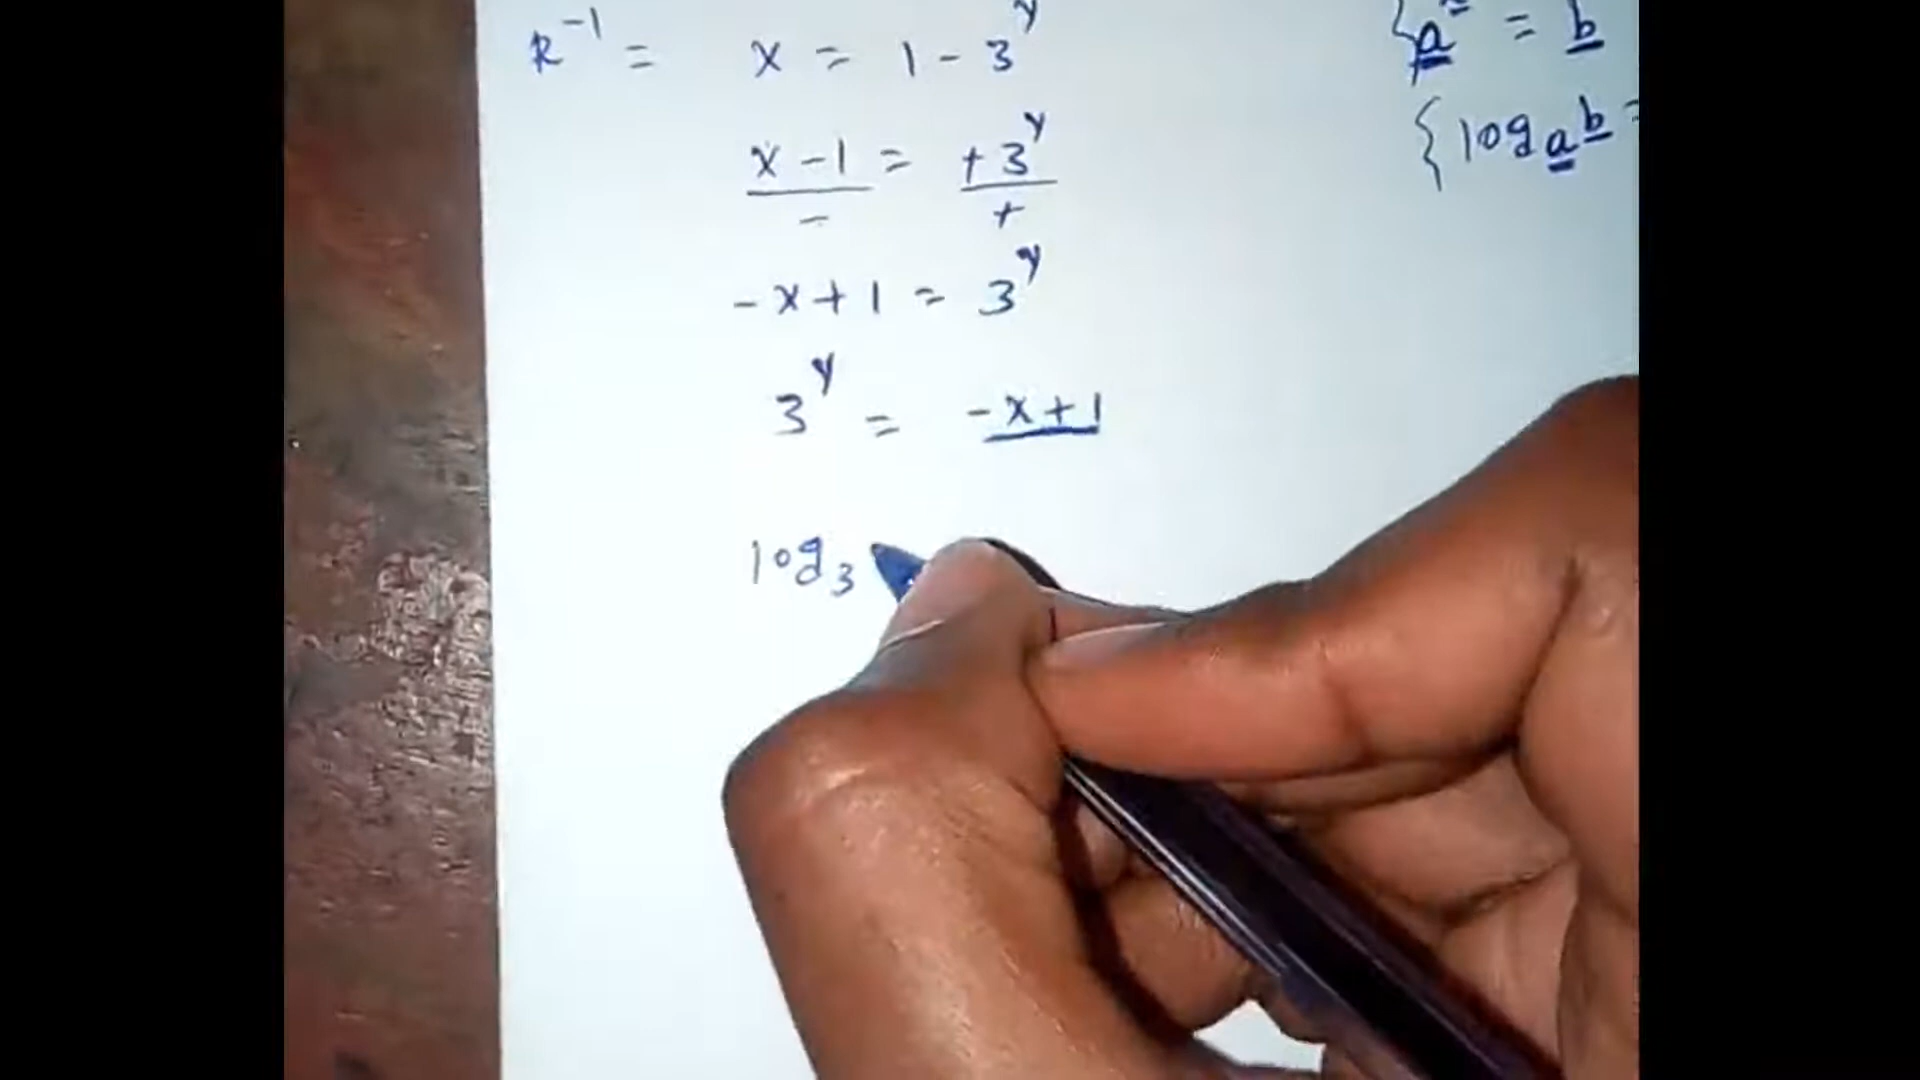 R⁻¹ = x = 1 - 3ʸ
x - 1 = + 3ʸ
- +
-x + 1 = 3ʸ
3ʸ = -x + 1
log₃
{a = b
{log a b =